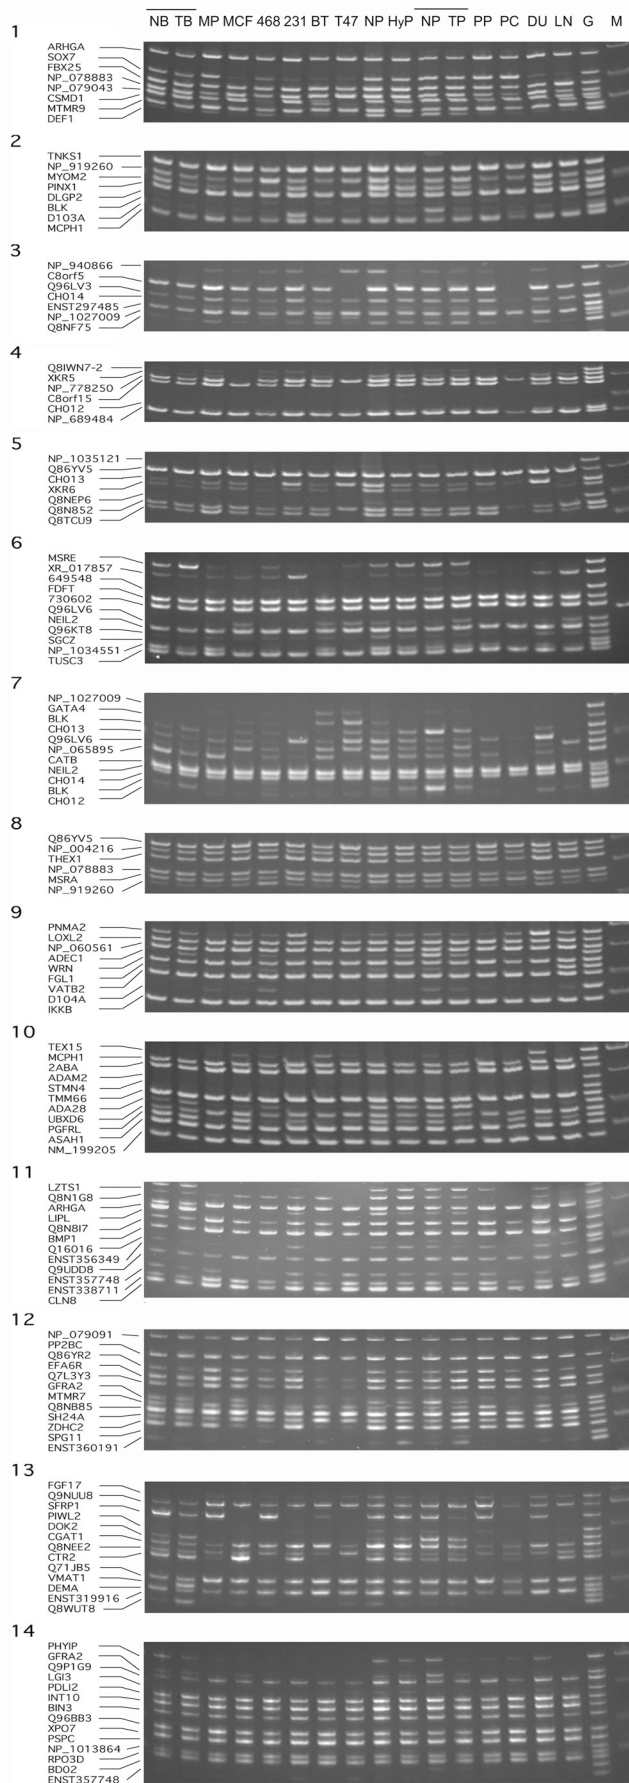 NB TB MP MCF 468 231 BT T47 NP HyP NP TP PP PC DU LN G M
1
ARHGA
SOX7
FBX25
NP_078883
NP_079043
CSMD1
MTMR9
DEF1
2
TNKS1
NP_919260
MYOM2
PINX1
DLGP2
BLK
D103A
MCPH1
3
NP_940866
C8orf5
Q96LV3
CH014
ENST297485
NP_1027009
Q8NF75
4
Q8IWN7-2
XKR5
NP_778250
C8orf15
CH012
NP_689484
5
NP_1035121
Q86YV5
CH013
XKR6
Q8NEP6
Q8N852
Q8TCU9
6
MSRE
XR_017857
649548
FDFT
730602
Q96LV6
NEIL2
Q96KT8
SGCZ
NP_1034551
TUSC3
7
NP_1027009
GATA4
BLK
CH013
Q96LV6
NP_065895
CATB
NEIL2
CH014
BLK
CH012
8
Q86YV5
NP_004216
THEX1
NP_078883
MSRA
NP_919260
9
PNMA2
LOXL2
NP_060561
ADEC1
WRN
FGL1
VATB2
D104A
IKKB
10
TEX15
MCPH1
2ABA
ADAM2
STMN4
TMM66
ADA28
UBXD6
PGFRL
ASAH1
NM_199205
11
LZTS1
Q8N1G8
ARHGA
LIPL
Q8N8I7
BMP1
Q16016
ENST356349
Q9UDD8
ENST357748
ENST338711
CLN8
12
NP_079091
PP2BC
Q86YR2
EFA6R
Q7L3Y3
GFRA2
MTMR7
Q8NB85
SH24A
ZDHC2
SPG11
ENST360191
13
FGF17
Q9NUU8
SFRP1
PIWL2
DOK2
CGAT1
Q8NEE2
CTR2
Q71JB5
VMAT1
DEMA
ENST319916
Q8WUT8
14
PHYIP
GFRA2
Q9P1G9
LGI3
PDLI2
INT10
BIN3
Q96BB3
XPO7
PSPC
NP_1013864
RPO3D
BD02
ENST357748